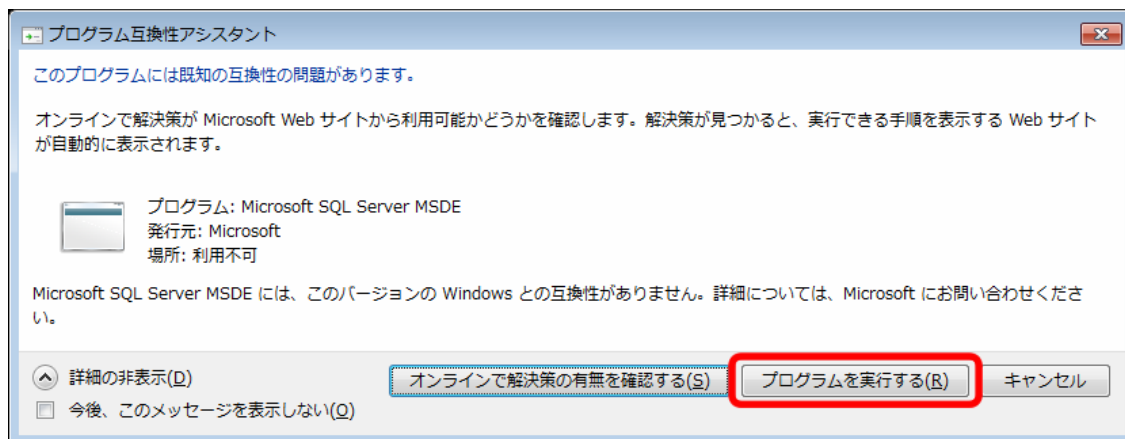 プログラム互換性アシスタント
このプログラムには既知の互換性の問題があります。
オンラインで解決策が Microsoft Web サイトから利用可能かどうかを確認します。解決策が見つかると、実行できる手順を表示する Web サイト
が自動的に表示されます。
プログラム: Microsoft SQL Server MSDE
発行元: Microsoft
場所: 利用不可
Microsoft SQL Server MSDE には、このバージョンの Windows との互換性がありません。詳細については、Microsoft にお問い合わせくださ
い。
詳細の非表示(D) オンラインで解決策の有無を確認する(S) プログラムを実行する(R) キャンセル
今後、このメッセージを表示しない(O)